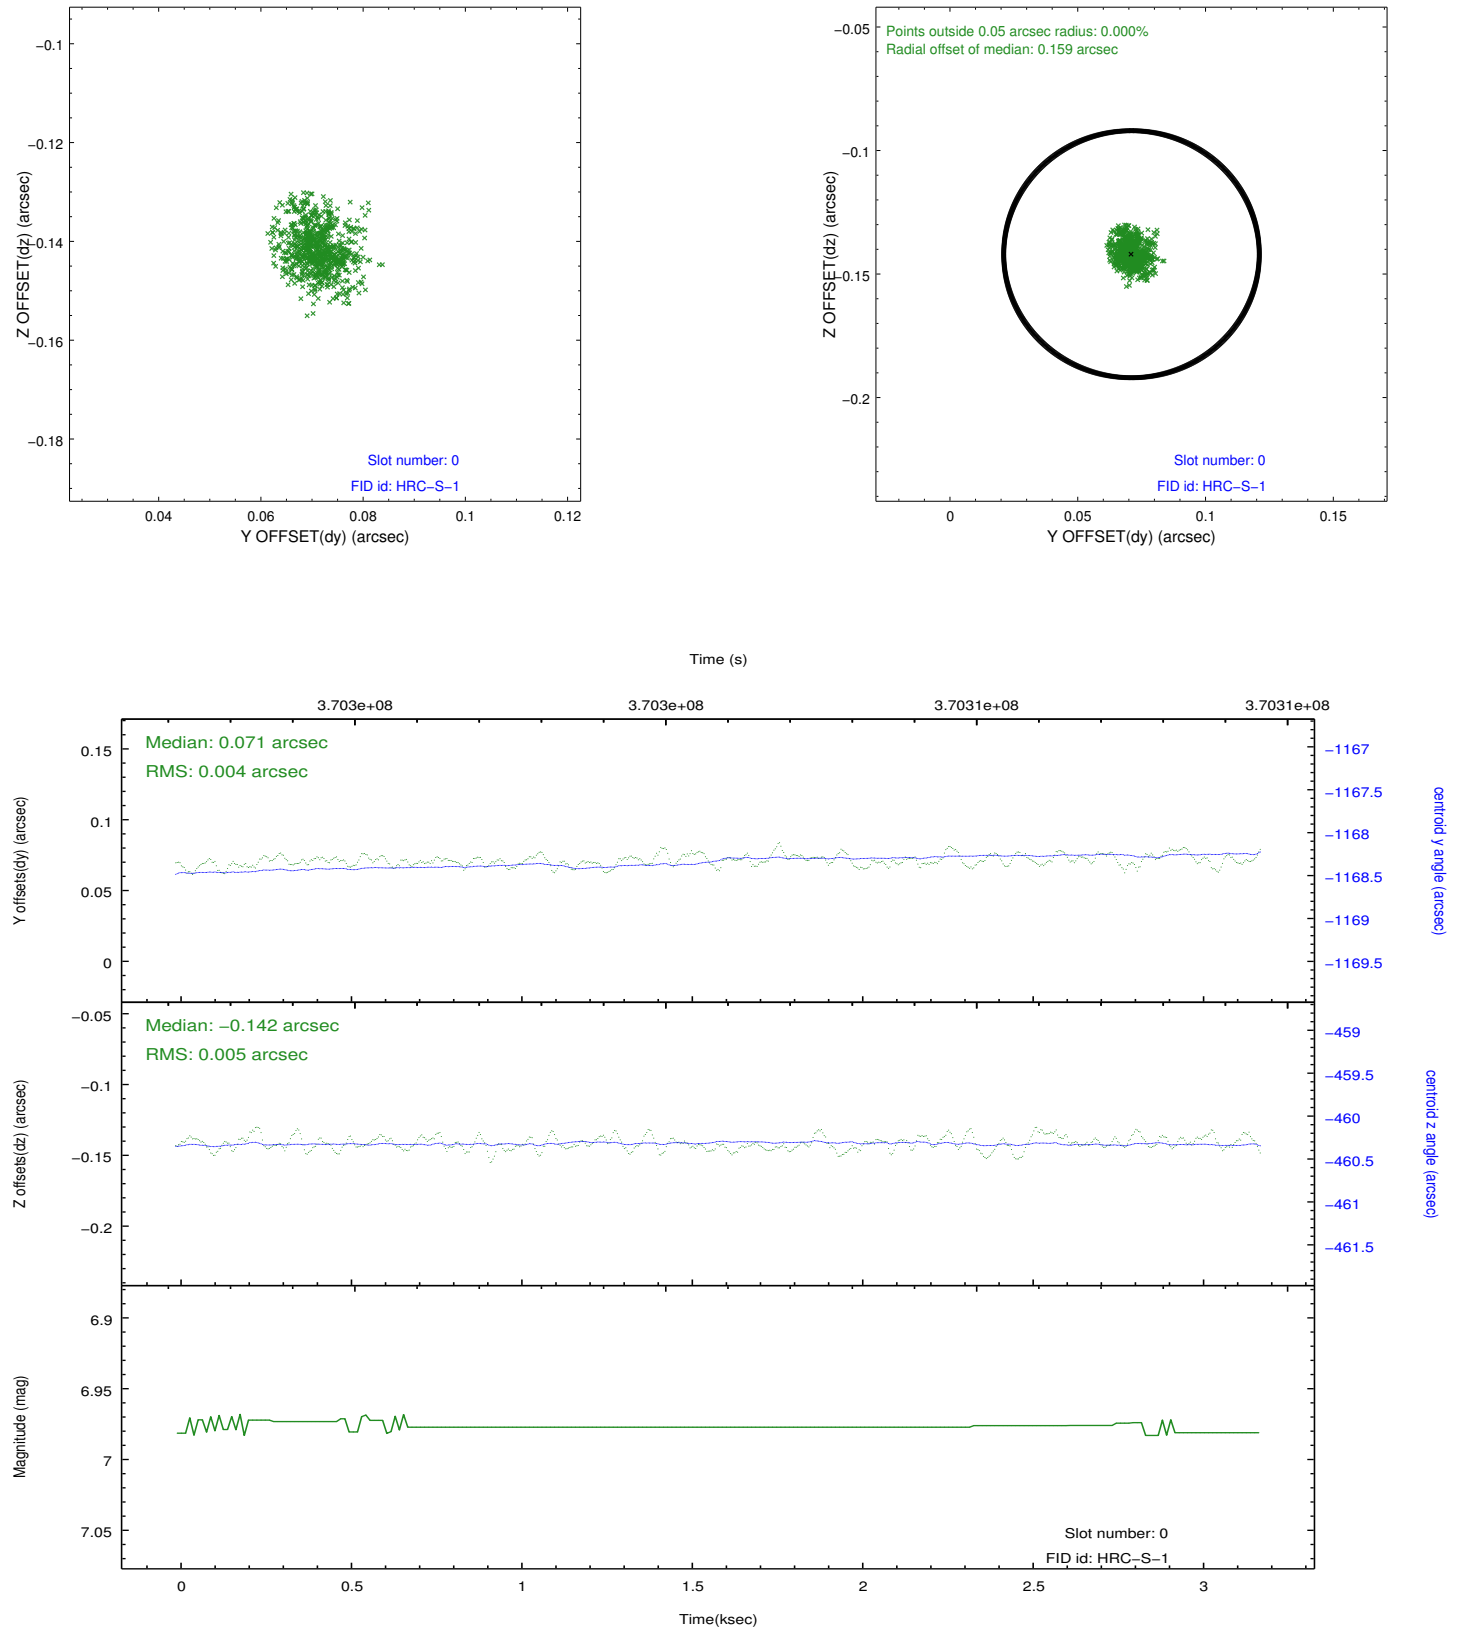 −0.1
−0.12
−0.14
−0.16
−0.18
Z OFFSET(dz) (arcsec)
Slot number: 0
FID id: HRC−S−1
0.04 0.06 0.08 0.1 0.12
Y OFFSET(dy) (arcsec)
Points outside 0.05 arcsec radius: 0.000%
Radial offset of median: 0.159 arcsec
−0.05
−0.1
−0.15
−0.2
Z OFFSET(dz) (arcsec)
Slot number: 0
FID id: HRC−S−1
0 0.05 0.1 0.15
Y OFFSET(dy) (arcsec)
Time (s)
3.703e+08 3.703e+08 3.7031e+08 3.7031e+08
Median: 0.071 arcsec
RMS: 0.004 arcsec
0.15
0.1
0.05
0
Y offsets(dy) (arcsec)
−1167
−1167.5
−1168
−1168.5
−1169
−1169.5
centroid y angle (arcsec)
Median: −0.142 arcsec
RMS: 0.005 arcsec
−0.05
−0.1
−0.15
−0.2
Z offsets(dz) (arcsec)
−459
−459.5
−460
−460.5
−461
−461.5
centroid z angle (arcsec)
6.9
6.95
7
7.05
Magnitude (mag)
Slot number: 0
FID id: HRC−S−1
0 0.5 1 1.5 2 2.5 3
Time(ksec)